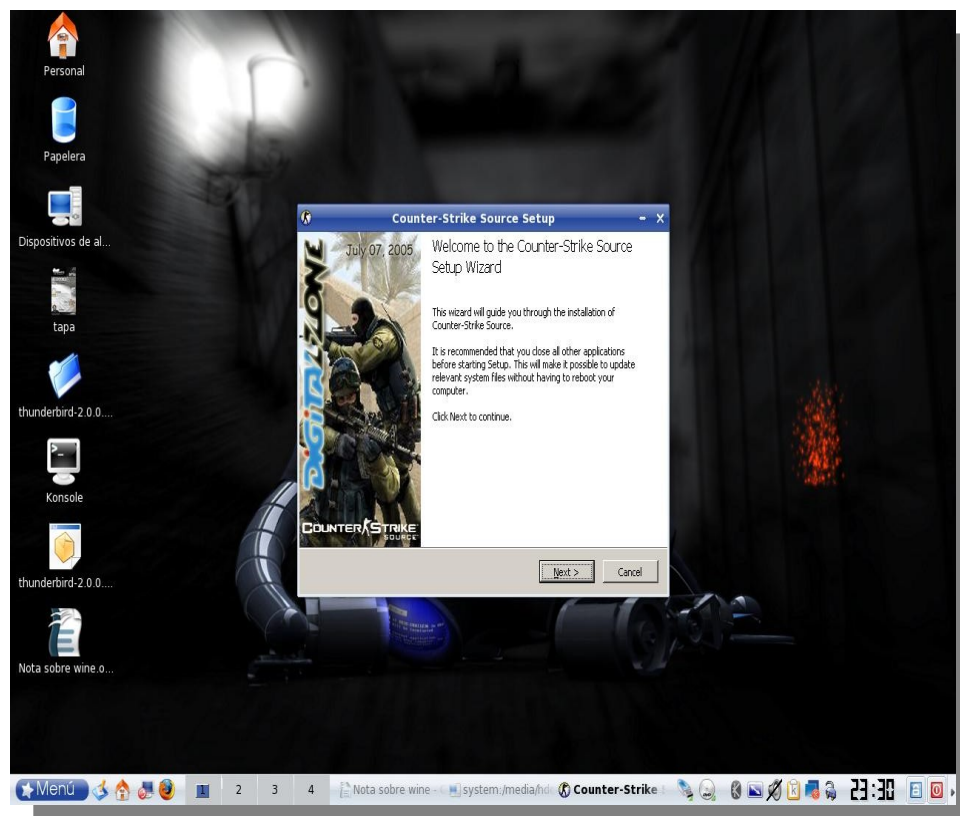 Personal
Papelera
Dispositivos de al...
tapa
thunderbird-2.0.0....
Konsole
thunderbird-2.0.0....
Nota sobre wine.o...
Counter-Strike Source Setup
July 07, 2005
DiGiTALZONE
COUNTER STRIKE
SOURCE
Welcome to the Counter-Strike Source
Setup Wizard
This wizard will guide you through the installation of
Counter-Strike Source.
It is recommended that you close all other applications
before starting Setup. This will make it possible to update
relevant system files without having to reboot your
computer.
Click Next to continue.
Next >
Cancel
Menú
1
2
3
4
Nota sobre wine -
system:/media/hd
Counter-Strike
23:30